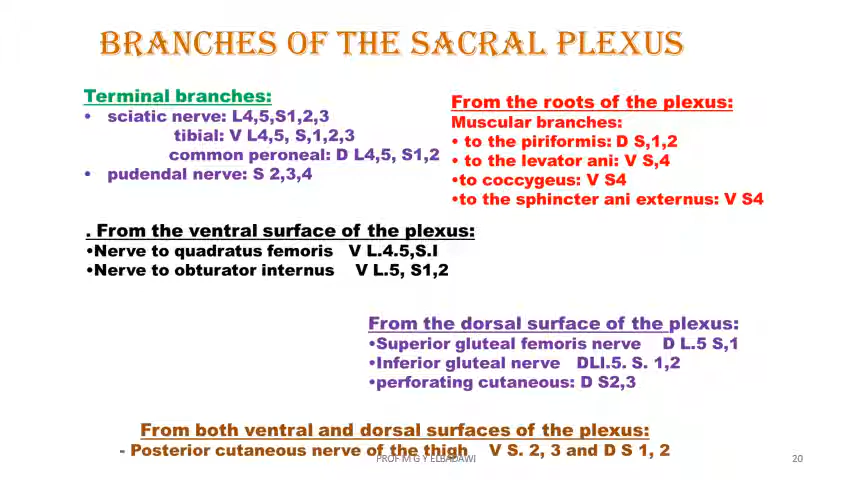 BRANCHES OF THE SACRAL PLEXUS
Terminal branches:
• sciatic nerve: L4,5,S1,2,3
tibial: V L4,5, S,1,2,3
common peroneal: D L4,5, S1,2
• pudendal nerve: S 2,3,4
From the roots of the plexus:
Muscular branches:
• to the piriformis: D S,1,2
• to the levator ani: V S,4
•to coccygeus: V S4
•to the sphincter ani externus: V S4
. From the ventral surface of the plexus:
•Nerve to quadratus femoris V L.4.5,S.I
•Nerve to obturator internus V L.5, S1,2
From the dorsal surface of the plexus:
•Superior gluteal femoris nerve D L.5 S,1
•Inferior gluteal nerve DLI.5. S. 1,2
•perforating cutaneous: D S2,3
From both ventral and dorsal surfaces of the plexus:
- Posterior cutaneous nerve of the thigh V S. 2, 3 and D S 1, 2
PROF M G Y ELBADAWI
20